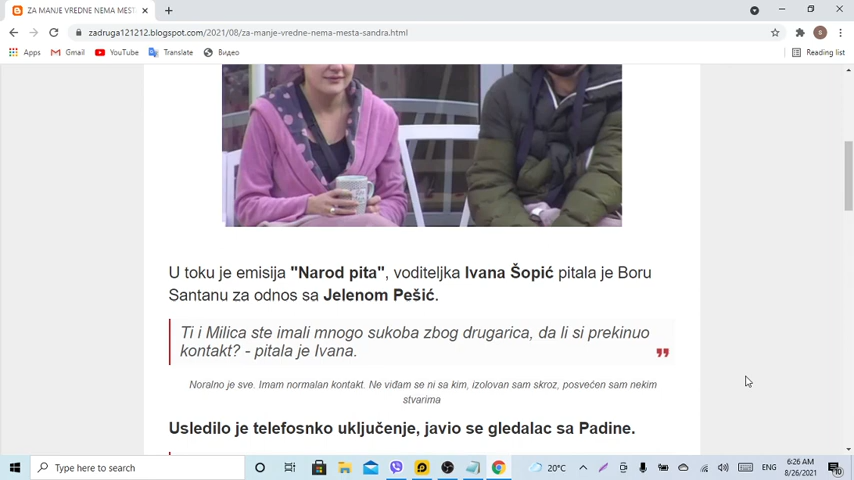 ZA MANJE VREDNE NEMA MESTA
zadruga121212.blogspot.com/2021/08/za-manje-vredne-nema-mesta-sandra.html
Apps Gmail YouTube Translate Видео Reading list
U toku je emisija "Narod pita", voditeljka Ivana Šopić pitala je Boru
Santanu za odnos sa Jelenom Pešić.
Ti i Milica ste imali mnogo sukoba zbog drugarica, da li si prekinuo
kontakt? - pitala je Ivana.
Noralno je sve. Imam normalan kontakt. Ne viđam se ni sa kim, izolovan sam skroz, posvećen sam nekim
stvarima
Usledilo je telefosnko uključenje, javio se gledalac sa Padine.
Type here to search
20°C
ENG
6:26 AM
8/26/2021